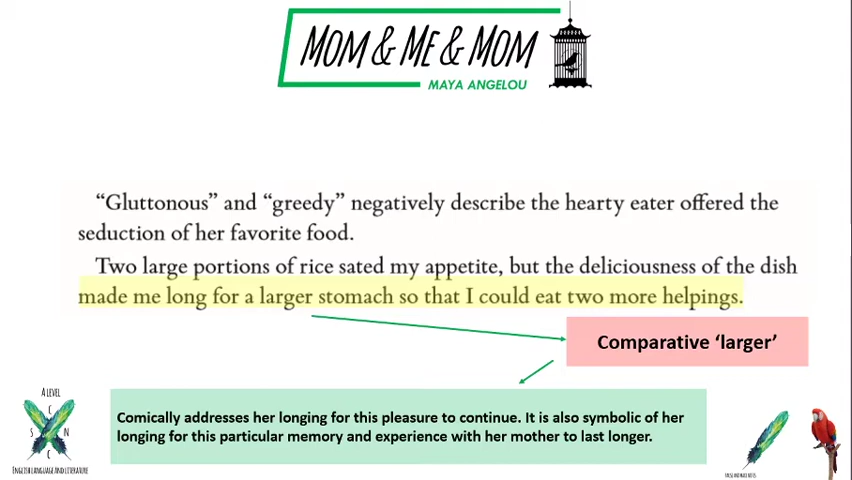 MOM & ME & MOM
MAYA ANGELOU
“Gluttonous” and “greedy” negatively describe the hearty eater offered the
seduction of her favorite food.
Two large portions of rice sated my appetite, but the deliciousness of the dish
made me long for a larger stomach so that I could eat two more helpings.
Comparative ‘larger’
Comically addresses her longing for this pleasure to continue. It is also symbolic of her
longing for this particular memory and experience with her mother to last longer.
A LEVEL
C
S N
C
ENGLISH LANGUAGE AND LITERATURE